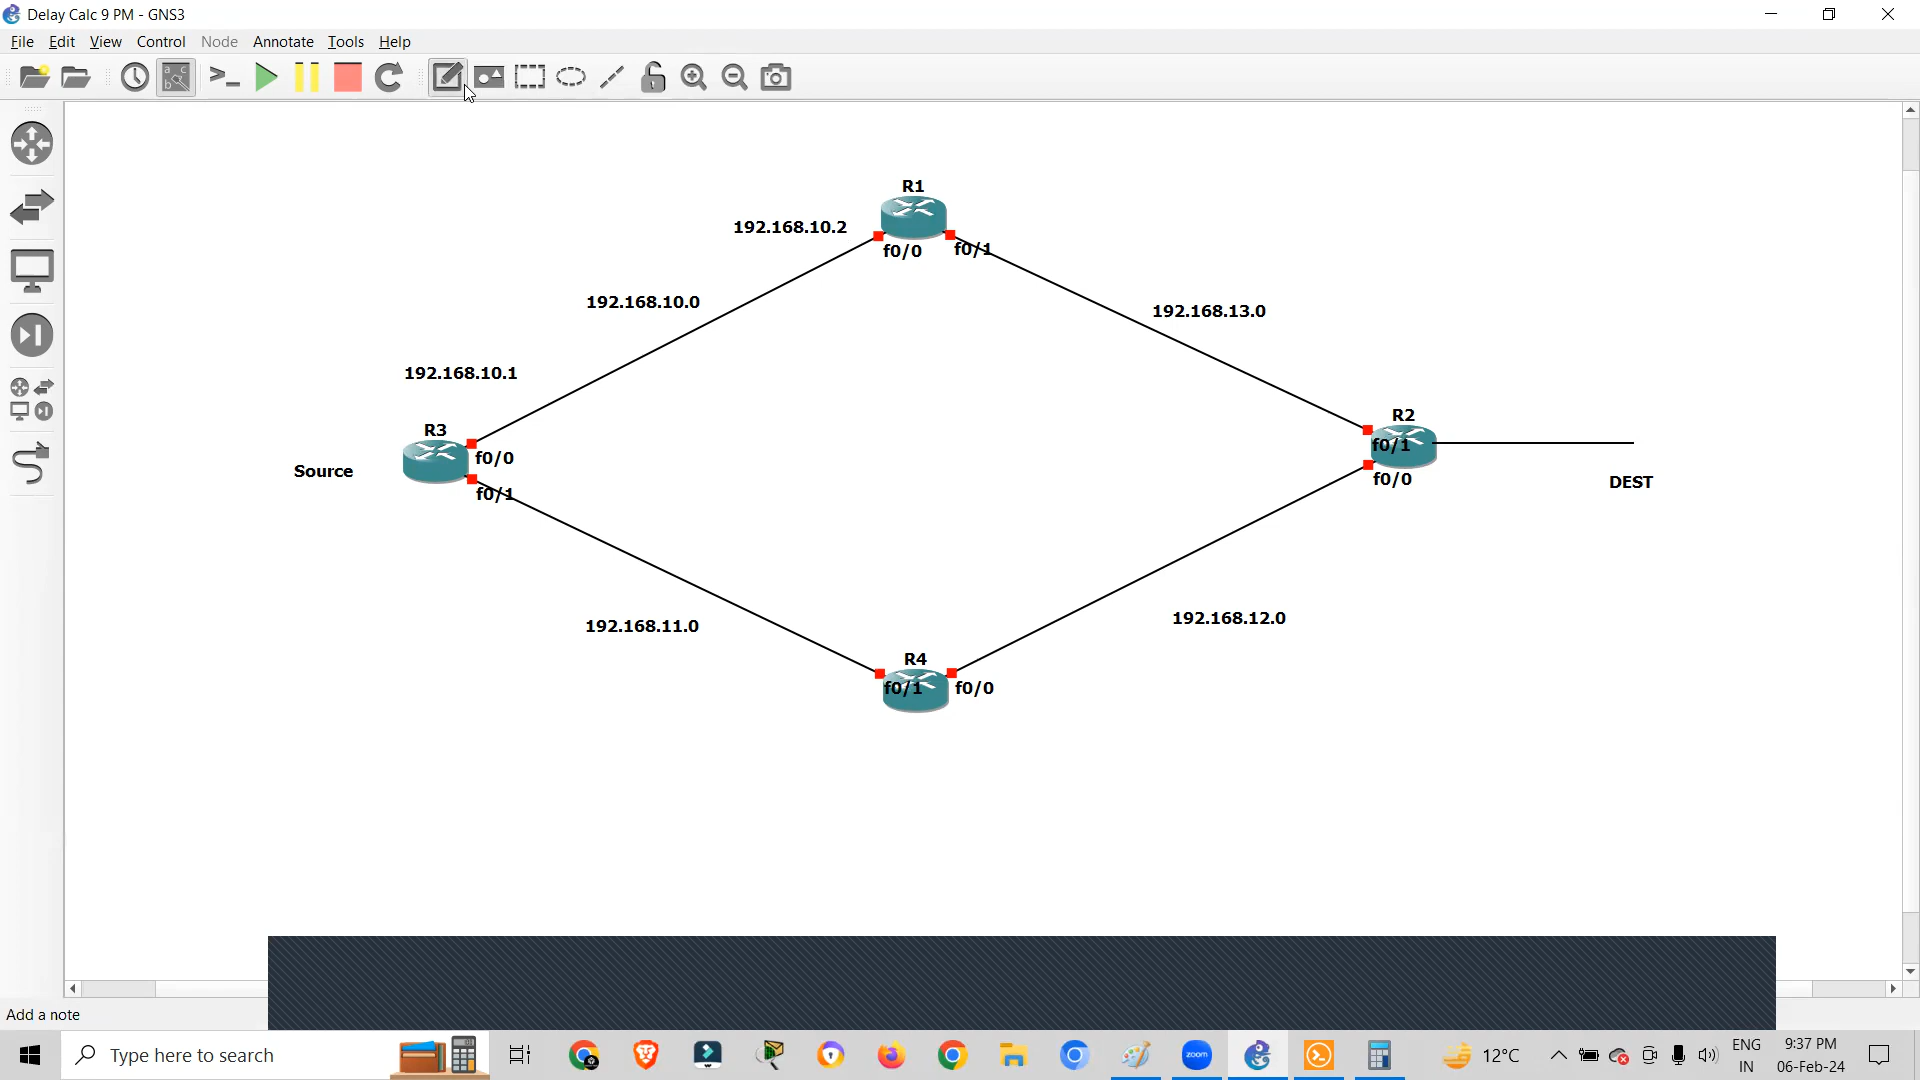 Delay Calc 9 PM - GNS3
File Edit View Control Node Annotate Tools Help
R1
192.168.10.2
f0/0
f0/1
192.168.10.0
192.168.13.0
192.168.10.1
R3
R2
f0/0
f0/1
Source
f0/0
DEST
f0/1
192.168.11.0
192.168.12.0
R4
f0/1
f0/0
Add a note
Type here to search
zoom
12°C
ENG
IN
9:37 PM
06-Feb-24